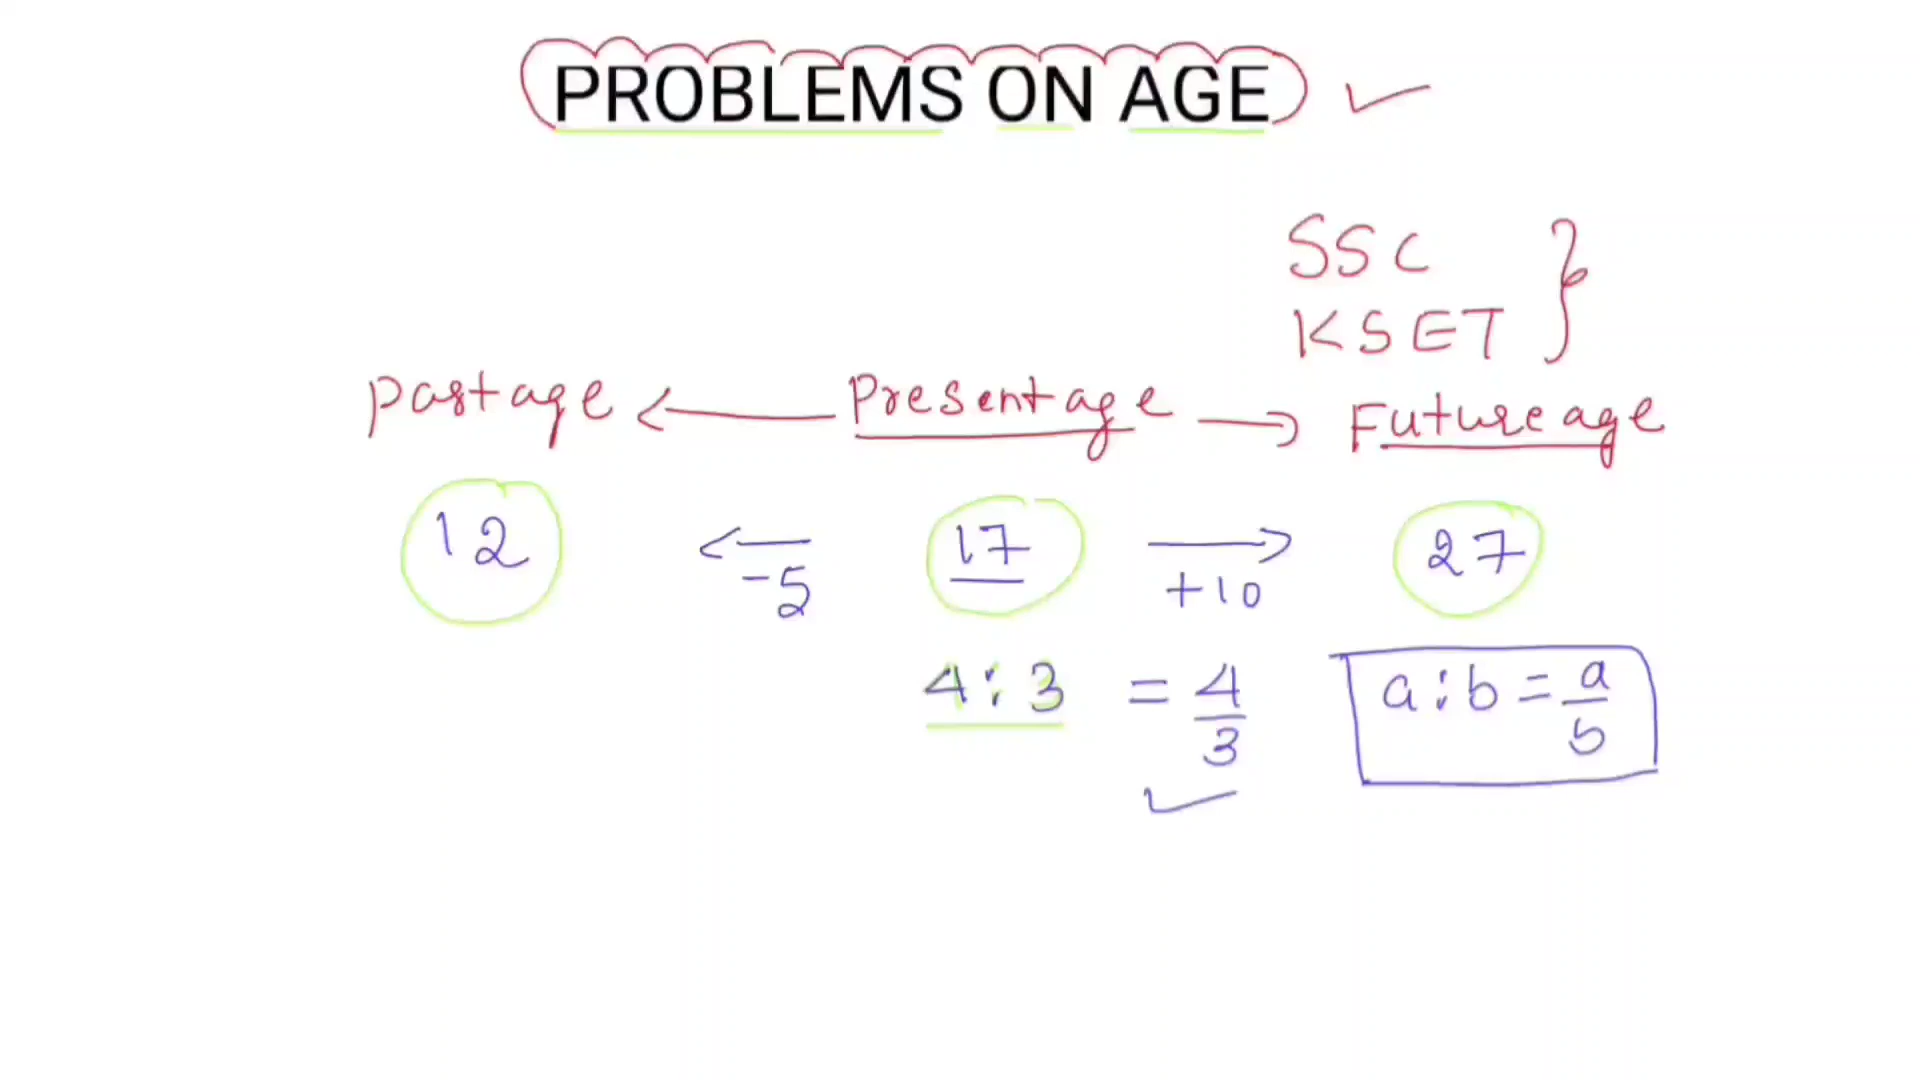 PROBLEMS ON AGE
SSC
KSET
Past age ← Present age → Future age
12 ← -5 17 → +10 27
4:3 = 4/3
a:b = a/b